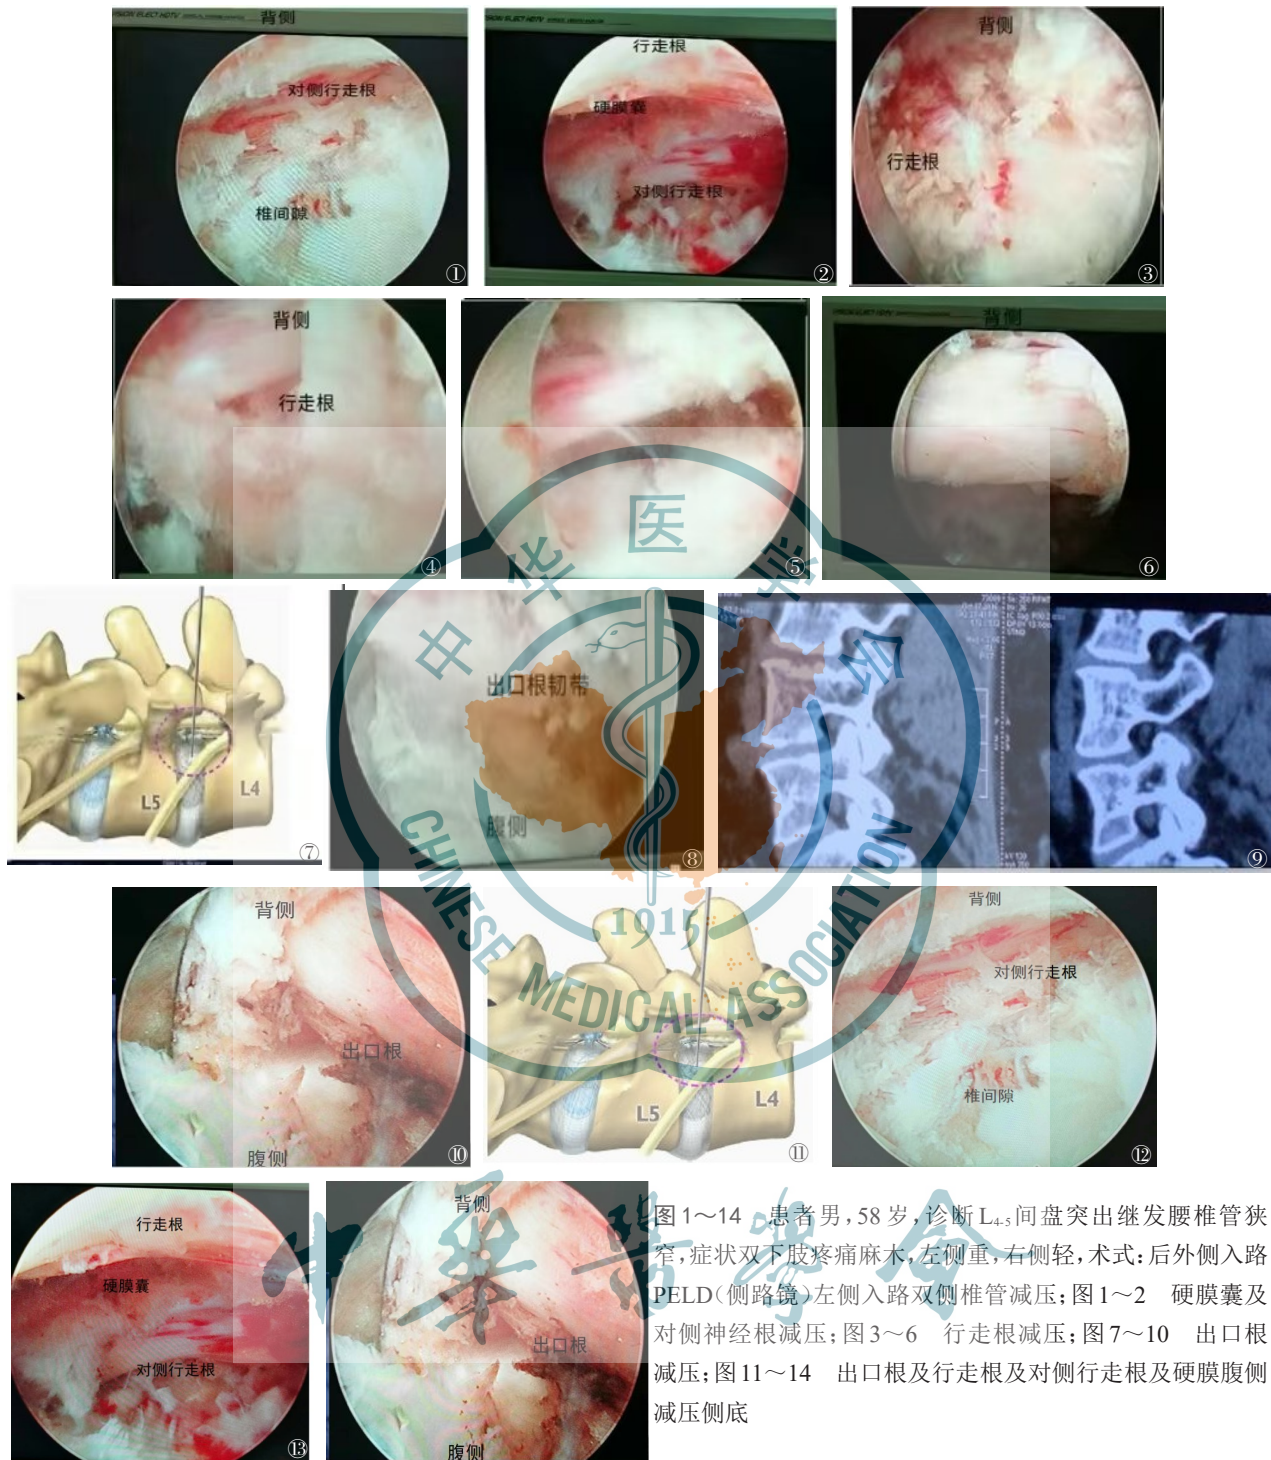 背侧
对侧行走根
椎间隙
①
行走根
硬膜囊
对侧行走根
②
背侧
行走根
③
背侧
行走根
④
⑤
背侧
⑥
L5
L4
⑦
出口根韧带
腹侧
⑧
⑨
背侧
出口根
腹侧
⑩
L5
L4
⑪
背侧
对侧行走根
椎间隙
⑫
行走根
硬膜囊
对侧行走根
⑬
背侧
出口根
腹侧
图1～14 患者男,58岁,诊断L4-5间盘突出继发腰椎管狭
窄,症状双下肢疼痛麻木,左侧重,右侧轻,术式:后外侧入路
PELD(侧路镜)左侧入路双侧椎管减压;图1～2 硬膜囊及
对侧神经根减压;图3～6 行走根减压;图7～10 出口根
减压;图11～14 出口根及行走根及对侧行走根及硬膜腹侧
减压侧底
中华医学会
CHINESE MEDICAL ASSOCIATION
1915
中華醫學會